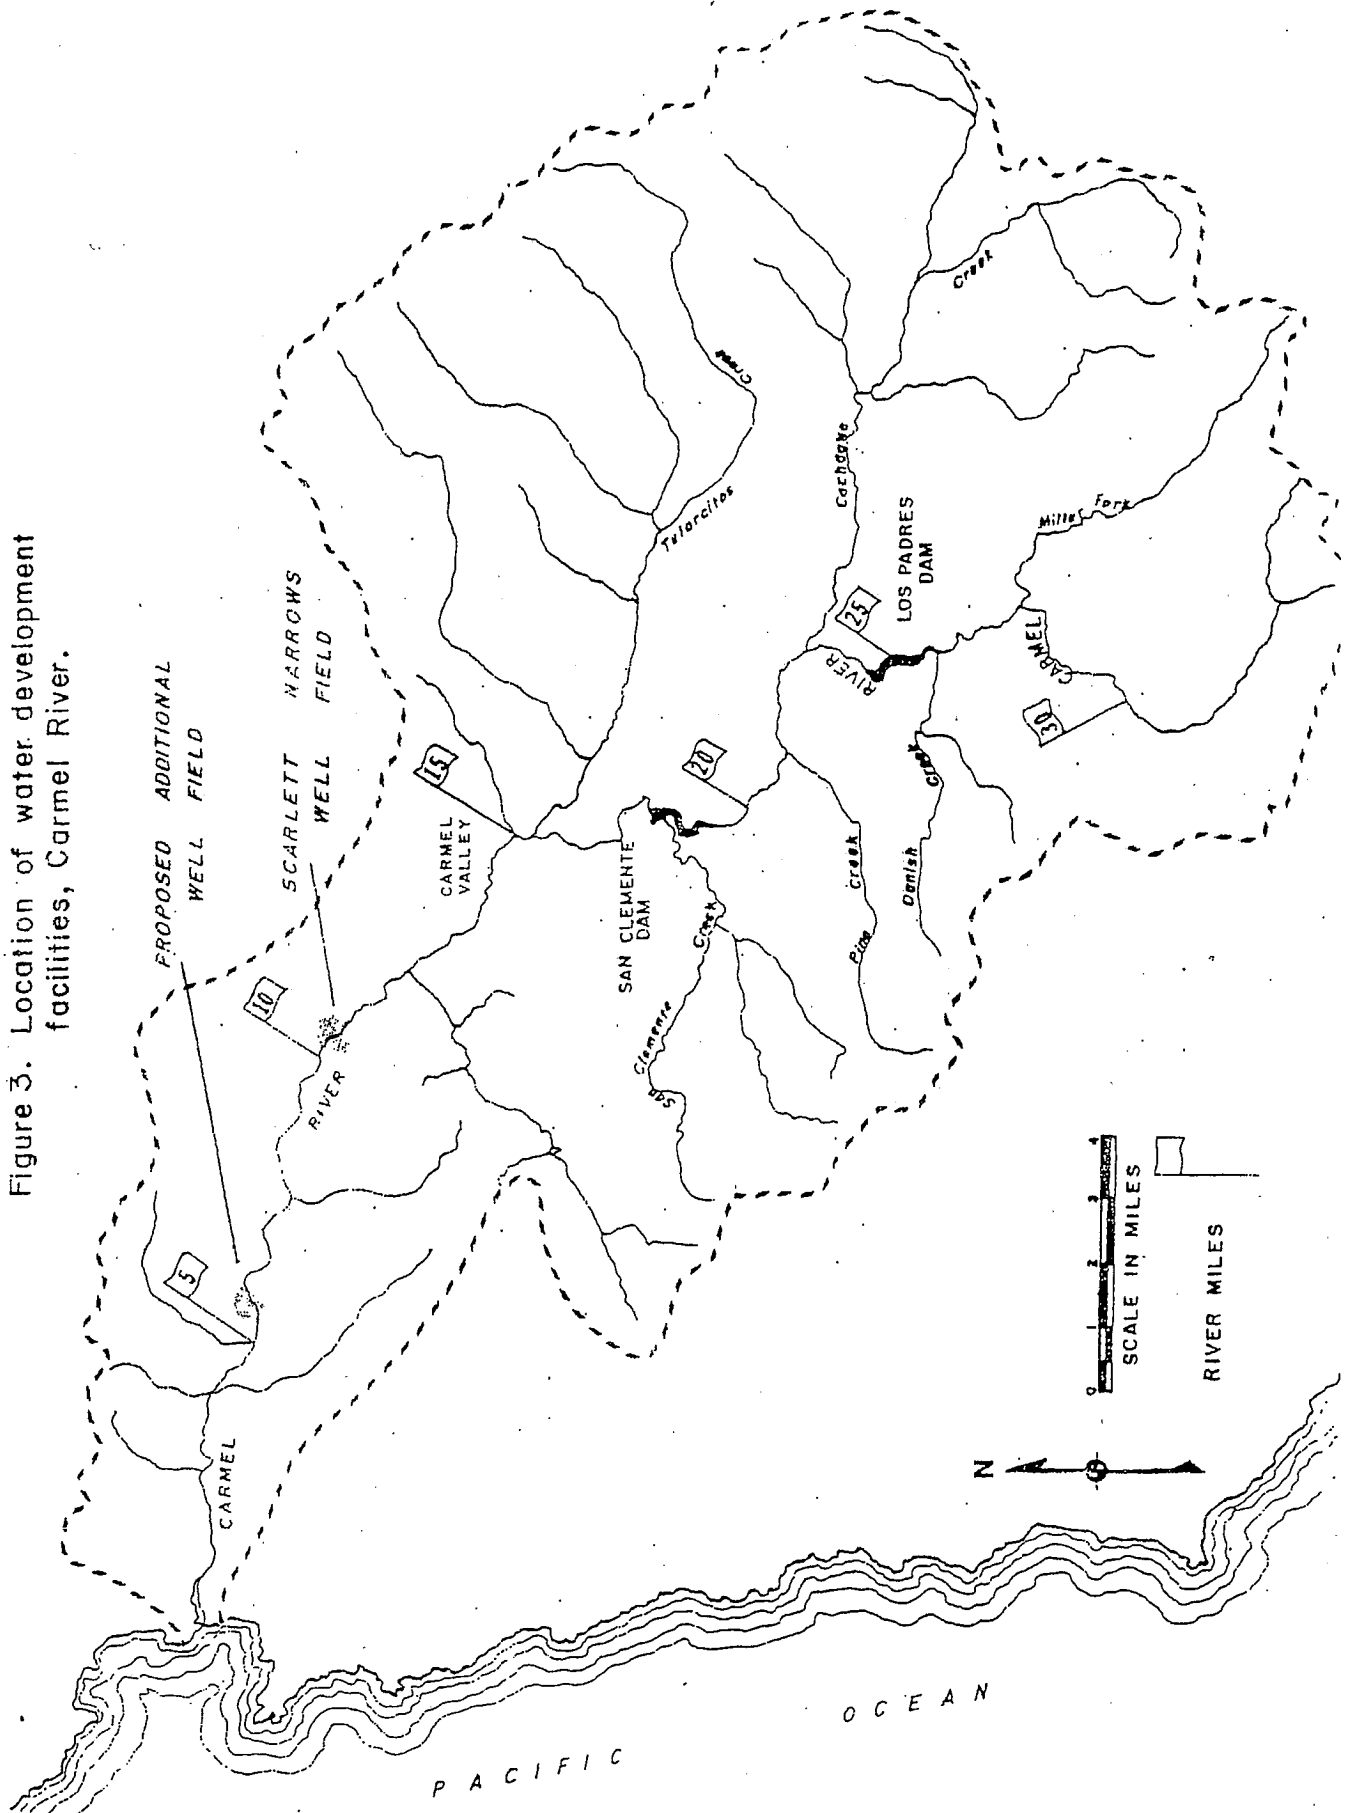 Figure 3. Location of water development
facilities, Carmel River.
PROPOSED ADDITIONAL
WELL FIELD
SCARLETT NARROWS
WELL FIELD
5
10
15
20
25
30
CARMEL
RIVER
CARMEL
VALLEY
SAN CLEMENTE
DAM
San Clemente Creek
Pine Creek
Danish Creek
Tularcitos Creek
Cachagua
Creek
LOS PADRES
DAM
RIVER
CARMEL
Miller Fork
N
0 1 2 3 4
SCALE IN MILES
RIVER MILES
PACIFIC
OCEAN